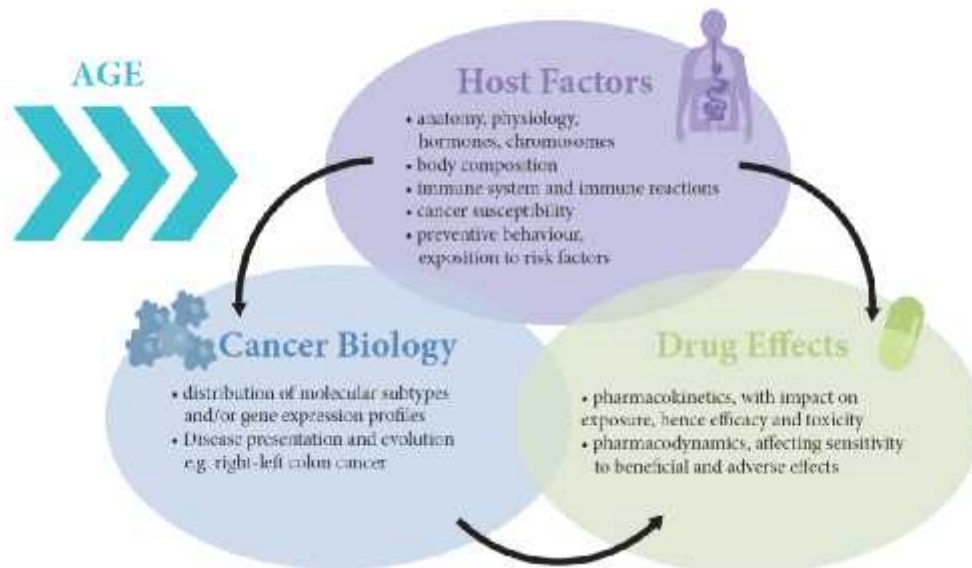 AGE
Host Factors
• anatomy, physiology,
hormones, chromosomes
• body composition
• immune system and immune reactions
• cancer susceptibility
• preventive behaviour,
exposition to risk factors
Cancer Biology
• distribution of molecular subtypes
and/or gene expression profiles
• Disease presentation and evolution
e.g. right-left colon cancer
Drug Effects
• pharmacokinetics, with impact on
exposure, hence efficacy and toxicity
• pharmacodynamics, affecting sensitivity
to beneficial and adverse effects